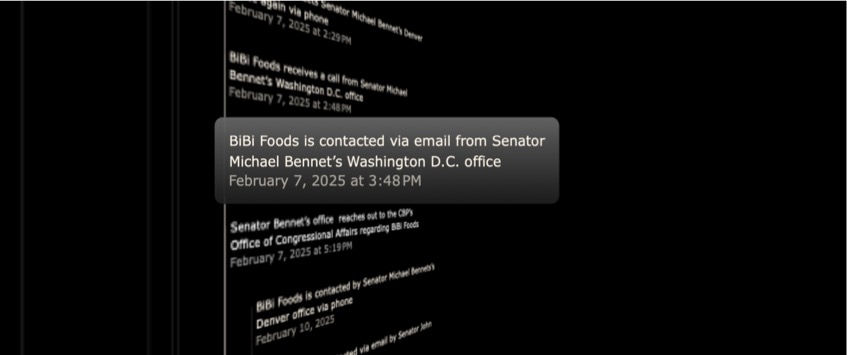 again via phone
Senator Michael Bennet's Denver
February 7, 2025 at 2:29PM
BiBi Foods receives a call from Senator Michael
Bennet's Washington D.C. office
February 7, 2025 at 2:48PM
BiBi Foods is contacted via email from Senator
Michael Bennet's Washington D.C. office
February 7, 2025 at 3:48PM
Senator Bennet's office reaches out to the CBP's
Office of Congressional Affairs regarding BiBi Foods
February 7, 2025 at 5:19PM
BiBi Foods is contacted by Senator Michael Bennets's
Denver office via phone
February 10, 2025
via email by Senator John